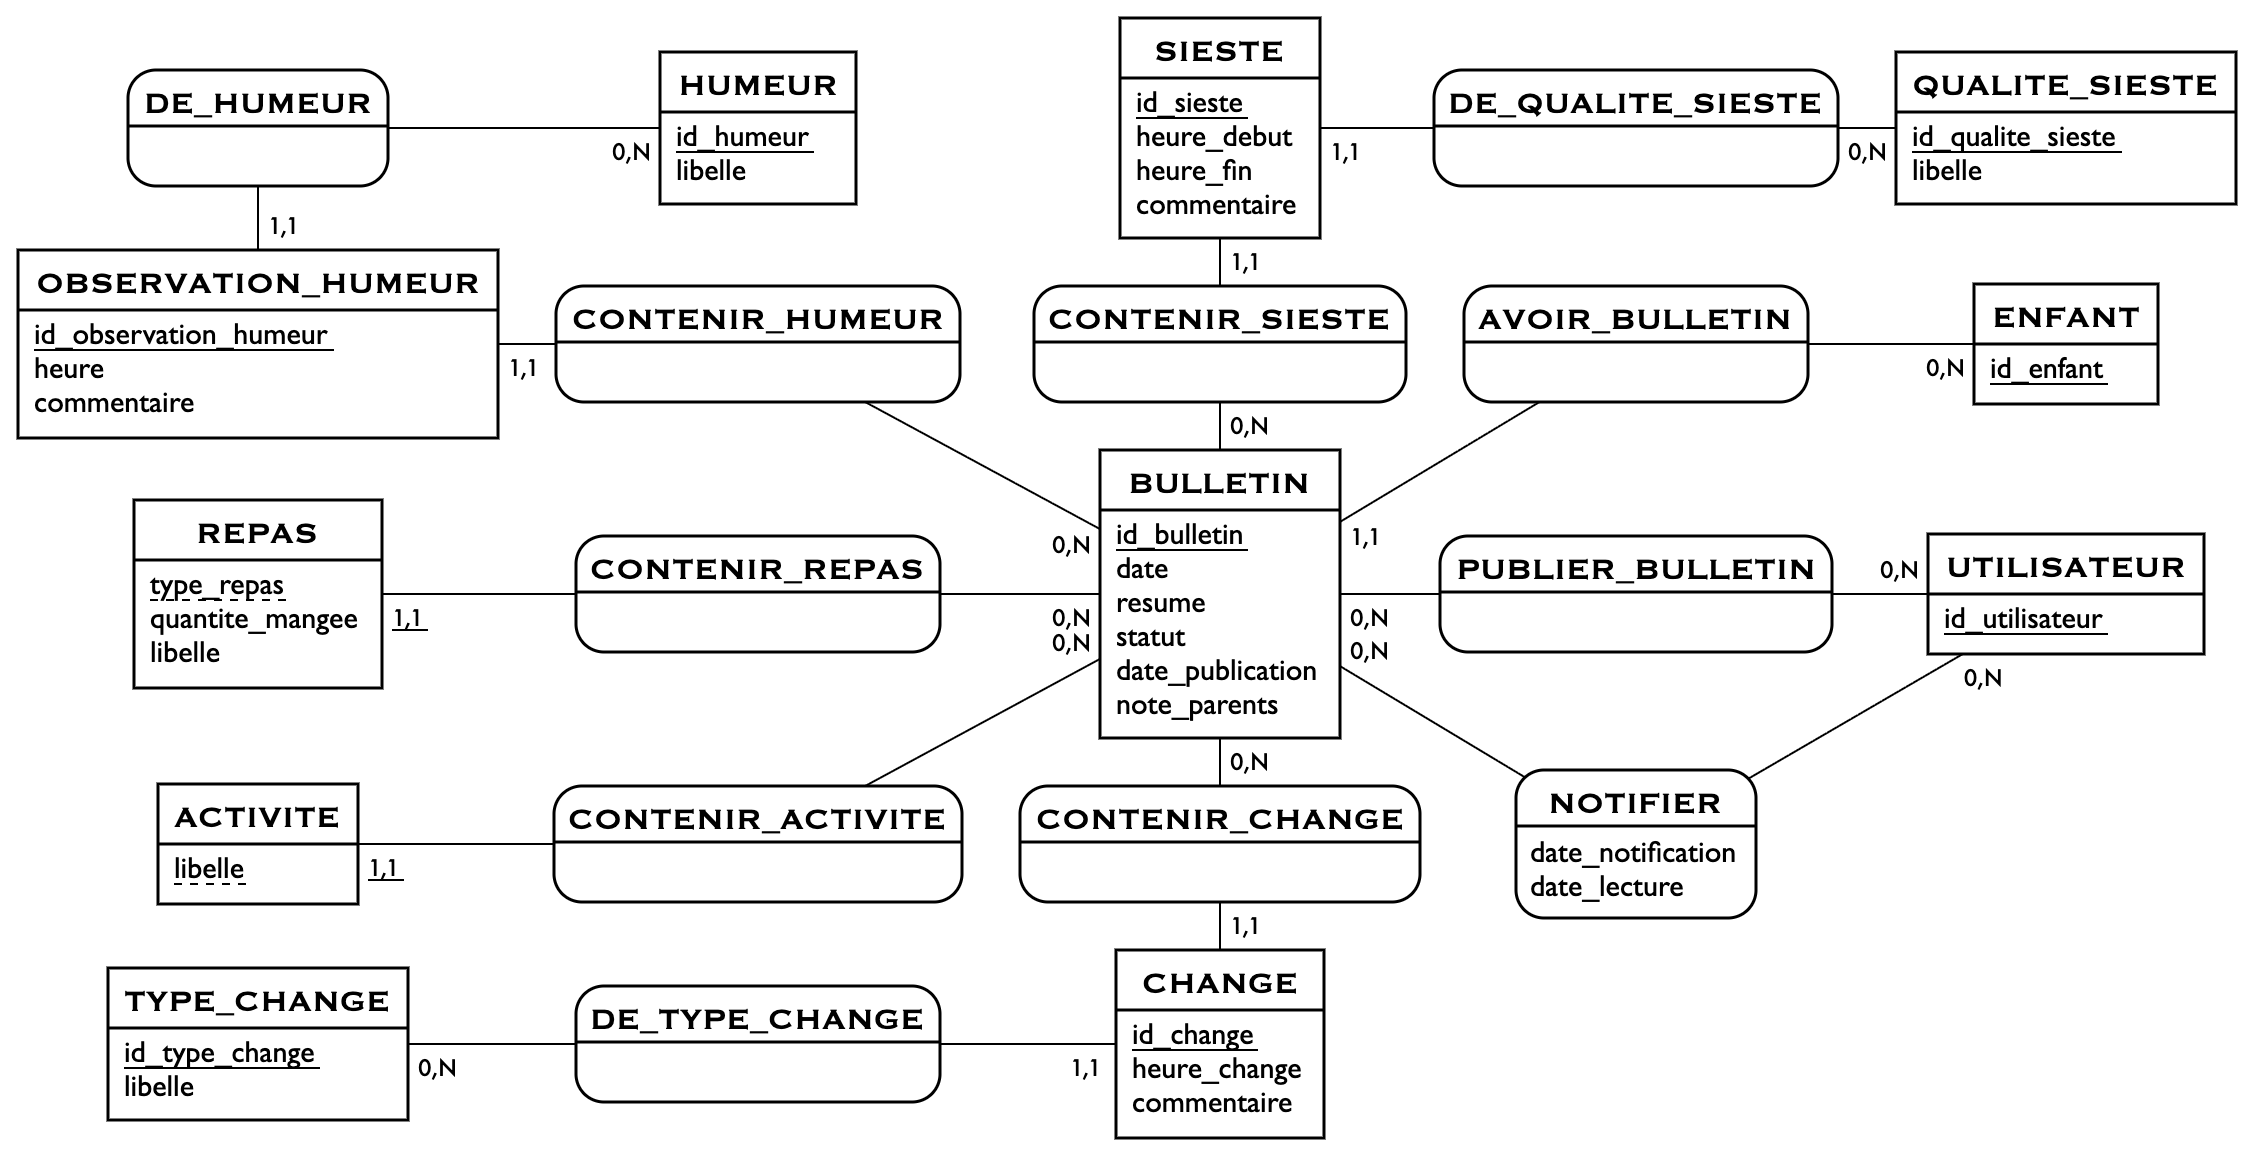 DE_HUMEUR
0,N
HUMEUR
id_humeur
libelle
1,1
SIESTE
id_sieste
heure_debut
heure_fin
commentaire
1,1
DE_QUALITE_SIESTE
0,N
QUALITE_SIESTE
id_qualite_sieste
libelle
OBSERVATION_HUMEUR
id_observation_humeur
heure
commentaire
1,1
CONTENIR_HUMEUR
0,N
1,1
CONTENIR_SIESTE
0,N
AVOIR_BULLETIN
1,1
0,N
ENFANT
id_enfant
REPAS
type_repas
quantite_mangee
libelle
1,1
CONTENIR_REPAS
0,N
0,N
BULLETIN
id_bulletin
date
resume
statut
date_publication
note_parents
0,N
0,N
PUBLIER_BULLETIN
0,N
UTILISATEUR
id_utilisateur
0,N
ACTIVITE
libelle
1,1
CONTENIR_ACTIVITE
0,N
CONTENIR_CHANGE
1,1
NOTIFIER
date_notification
date_lecture
TYPE_CHANGE
id_type_change
libelle
0,N
DE_TYPE_CHANGE
1,1
CHANGE
id_change
heure_change
commentaire